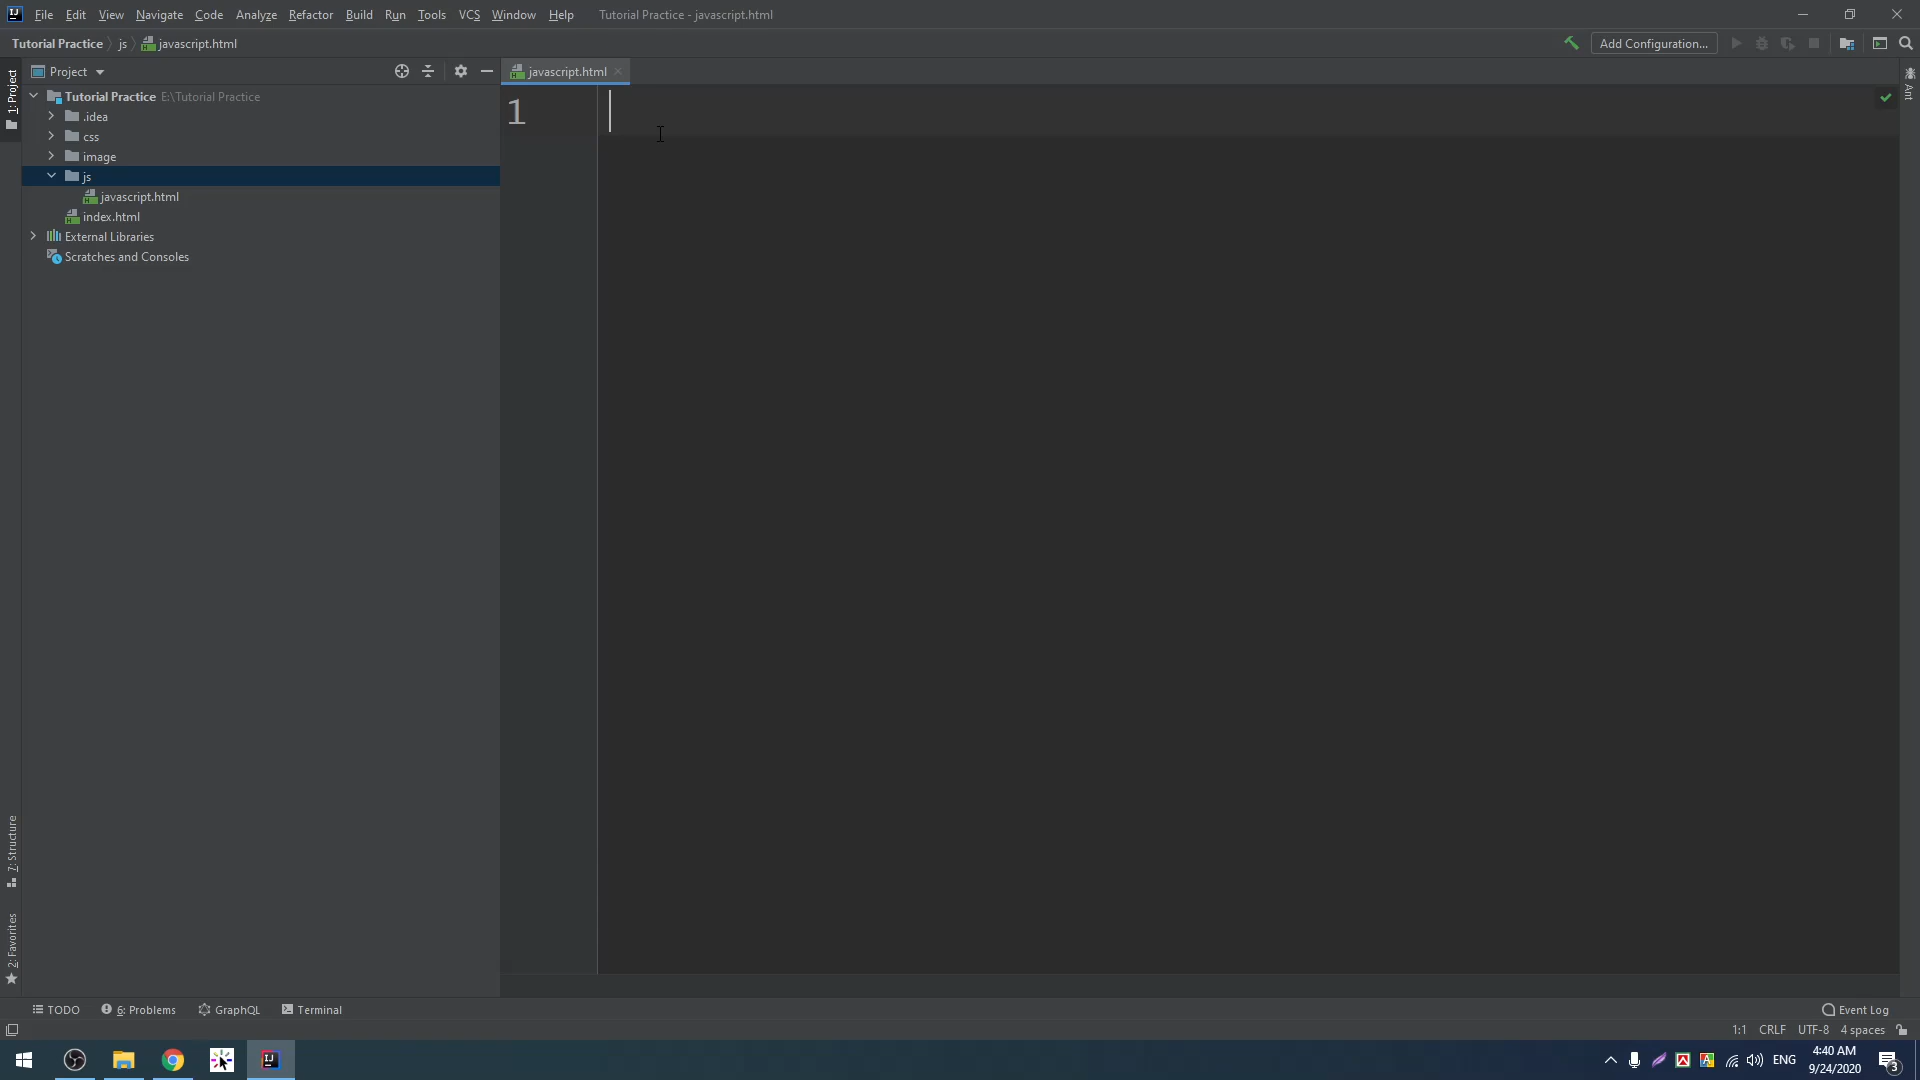 File Edit View Navigate Code Analyze Refactor Build Run Tools VCS Window Help Tutorial Practice - javascript.html
Tutorial Practice js javascript.html Add Configuration...
1: Project
Project
javascript.html
Tutorial Practice E:\Tutorial Practice
.idea
css
image
js
javascript.html
index.html
External Libraries
Scratches and Consoles
1
Ant
7: Structure
2: Favorites
TODO 6: Problems GraphQL Terminal Event Log
1:1 CRLF UTF-8 4 spaces
ENG 4:40 AM
9/24/2020
3